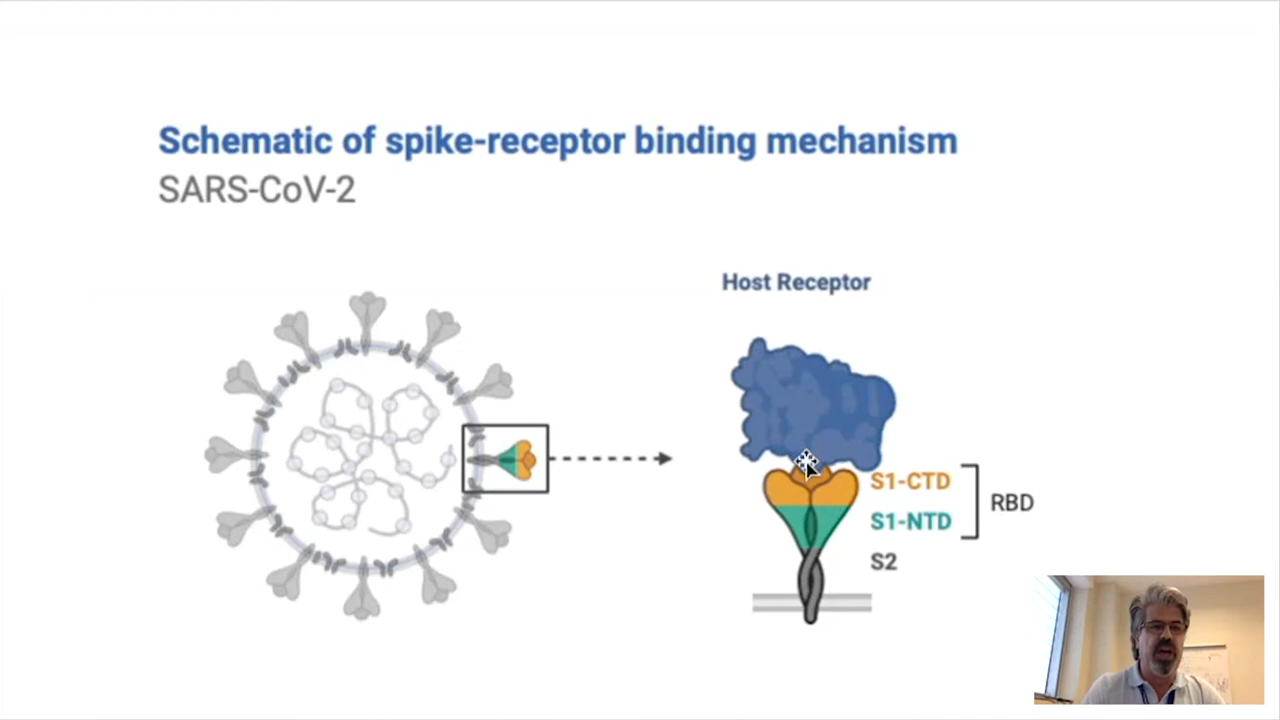 Schematic of spike-receptor binding mechanism
SARS-CoV-2
Host Receptor
S1-CTD
S1-NTD
RBD
S2